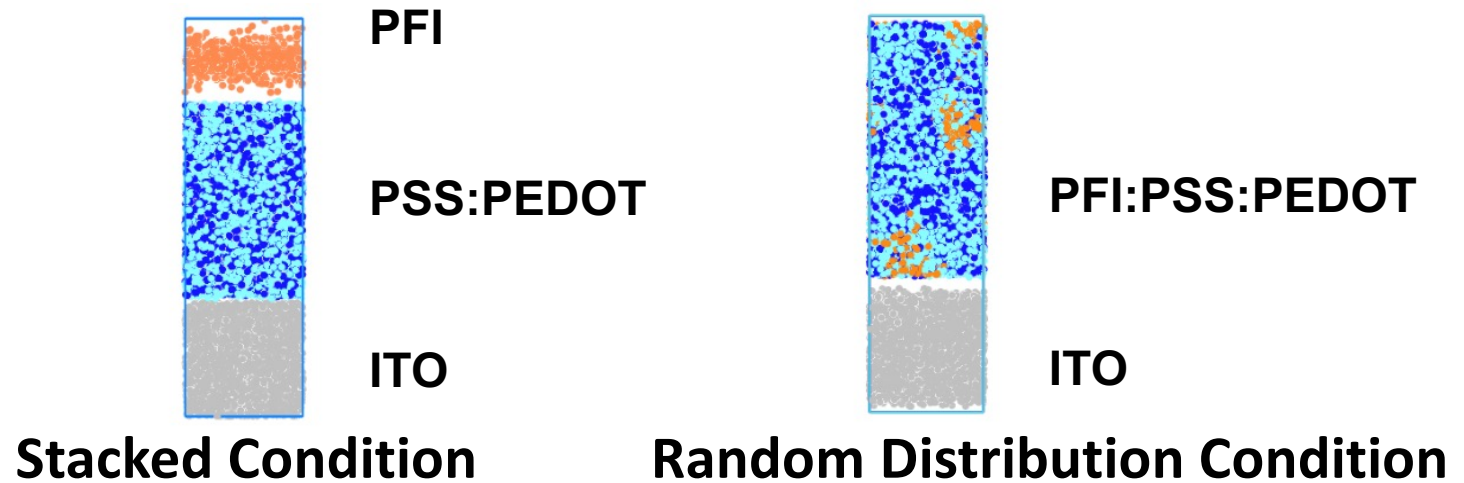 PFI
PSS:PEDOT
ITO
Stacked Condition
PFI:PSS:PEDOT
ITO
Random Distribution Condition